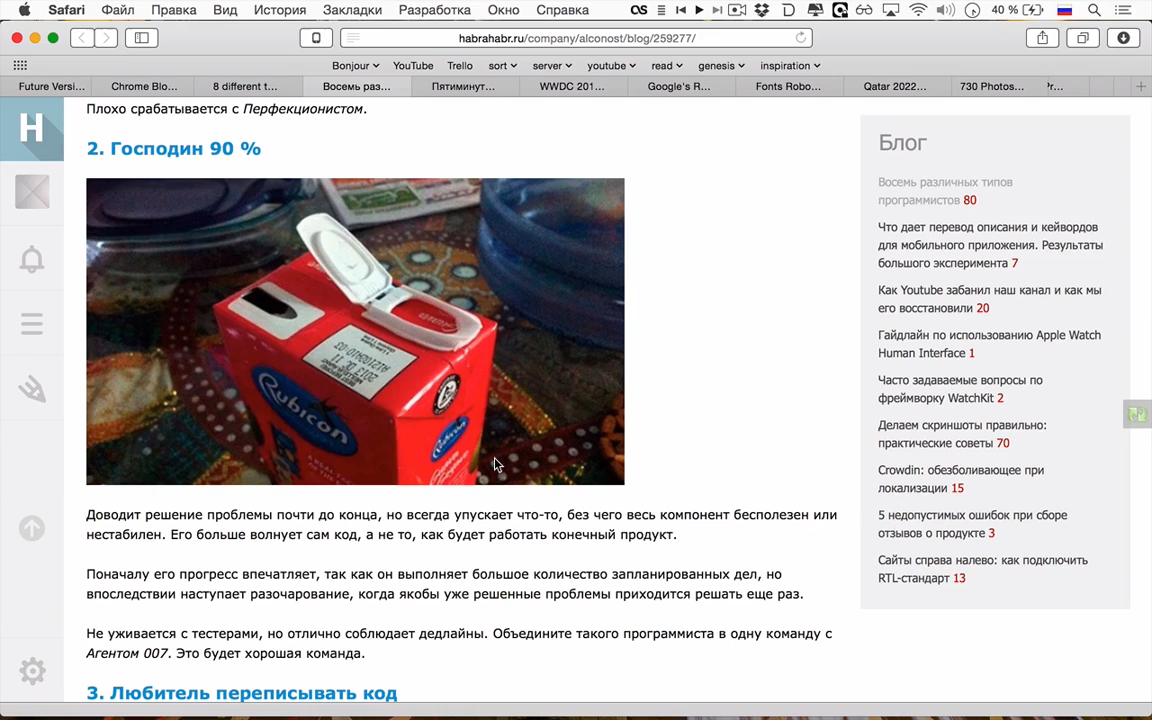 Safari Файл Правка Вид История Закладки Разработка Окно Справка
40 %
habrahabr.ru/company/alconost/blog/259277/
Bonjour YouTube Trello sort server youtube read genesis inspiration
Future Versi... Chrome Blo... 8 different t... Восемь раз... Пятиминут... WWDC 201... Google's R... Fonts Robo... Qatar 2022... 730 Photos...
Плохо срабатывается с Перфекционистом.
2. Господин 90 %
Rubicon
Доводит решение проблемы почти до конца, но всегда упускает что-то, без чего весь компонент бесполезен или
нестабилен. Его больше волнует сам код, а не то, как будет работать конечный продукт.
Поначалу его прогресс впечатляет, так как он выполняет большое количество запланированных дел, но
впоследствии наступает разочарование, когда якобы уже решенные проблемы приходится решать еще раз.
Не уживается с тестерами, но отлично соблюдает дедлайны. Объедините такого программиста в одну команду с
Агентом 007. Это будет хорошая команда.
3. Любитель переписывать код
Блог
Восемь различных типов
программистов 80
Что дает перевод описания и кейвордов
для мобильного приложения. Результаты
большого эксперимента 7
Как Youtube забанил наш канал и как мы
его восстановили 20
Гайдлайн по использованию Apple Watch
Human Interface 1
Часто задаваемые вопросы по
фреймворку WatchKit 2
Делаем скриншоты правильно:
практические советы 70
Crowdin: обезболивающее при
локализации 15
5 недопустимых ошибок при сборе
отзывов о продукте 3
Сайты справа налево: как подключить
RTL-стандарт 13